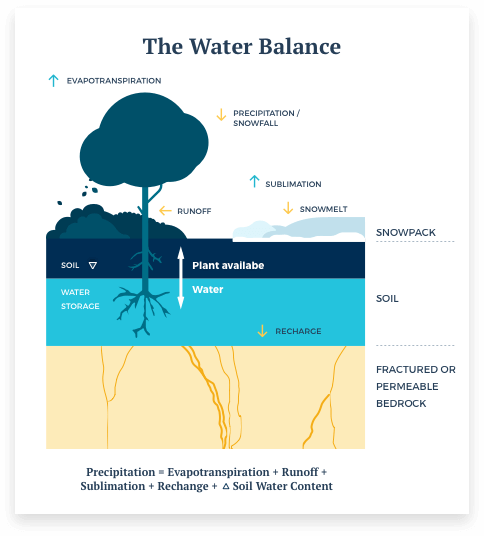 The Water Balance
↑ EVAPOTRANSPIRATION
↓ PRECIPITATION /
SNOWFALL
↑ SUBLIMATION
↓ SNOWMELT
← RUNOFF
SNOWPACK
SOIL ▽
Plant availabe
Water
WATER
STORAGE
SOIL
↓ RECHARGE
FRACTURED OR
PERMEABLE
BEDROCK
Precipitation = Evapotranspiration + Runoff +
Sublimation + Rechange + △ Soil Water Content